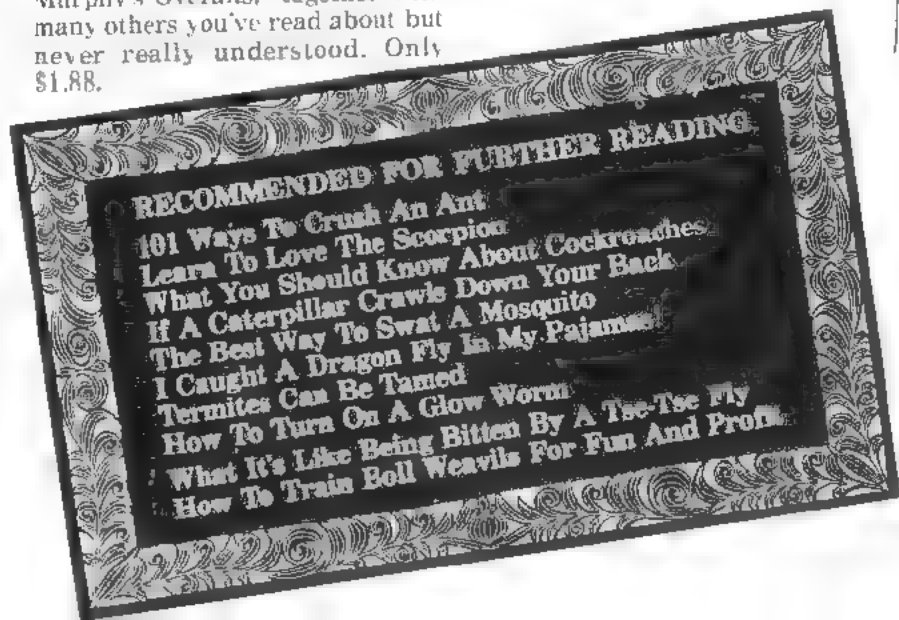 Murphy's Overalls, together
many others you've read about but
never really understood. Only
$1.88.
RECOMMENDED FOR FURTHER READING
101 Ways To Crush An Ant
Learn To Love The Scorpion
What You Should Know About Cockroaches
If A Caterpillar Crawls Down Your Back
The Best Way To Swat A Mosquito
I Caught A Dragon Fly In My Pajamas
Termites Can Be Tamed
How To Turn On A Glow Worm
What It's Like Being Bitten By A Tse-Tse Fly
How To Train Boll Weavils For Fun And Profit